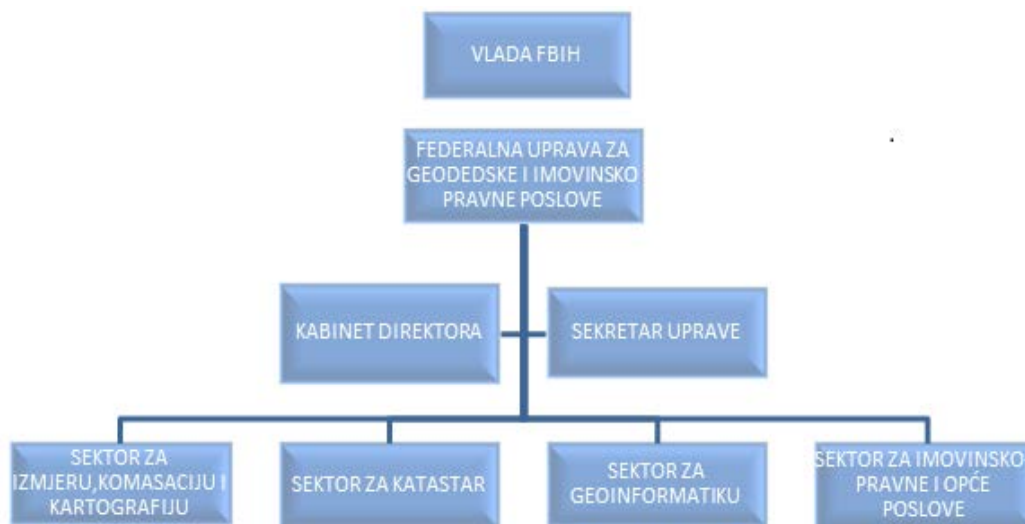 VLADA FBIH
FEDERALNA UPRAVA ZA
GEODEDSKE I IMOVINSKO
PRAVNE POSLOVE
KABINET DIREKTORA
SEKRETAR UPRAVE
SEKTOR ZA
IZMJERU,KOMASACIJU I
KARTOGRAFIJU
SEKTOR ZA KATASTAR
SEKTOR ZA
GEOINFORMATIKU
SEKTOR ZA IMOVINSKO
PRAVNE I OPĆE
POSLOVE